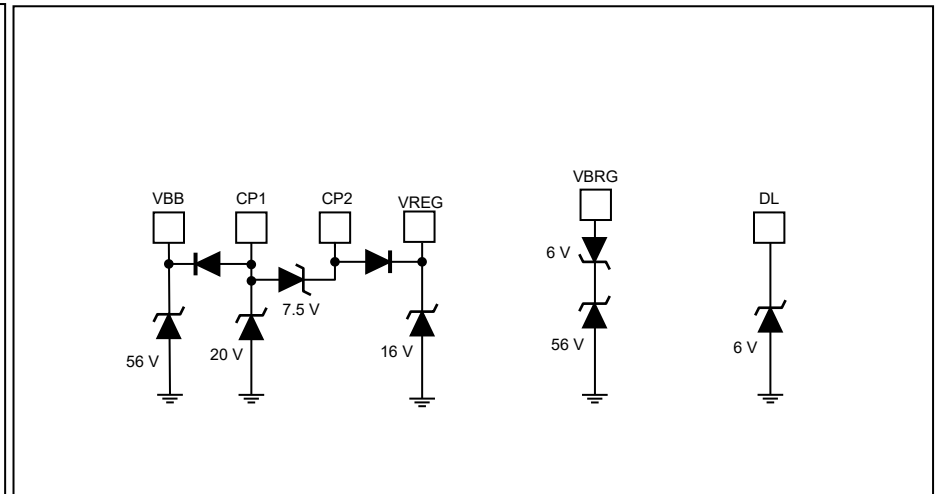 VBB
CP1
CP2
VREG
56 V
20 V
7.5 V
16 V
VBRG
6 V
56 V
DL
6 V